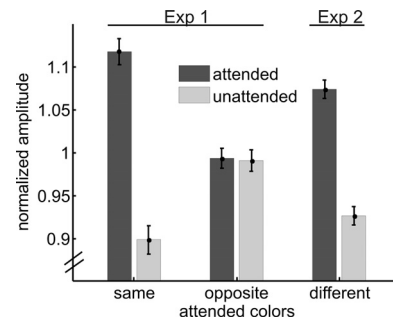 Exp 1 Exp 2
attended
unattended
normalized amplitude
1.1
1.05
1
0.95
0.9
same opposite different
attended colors